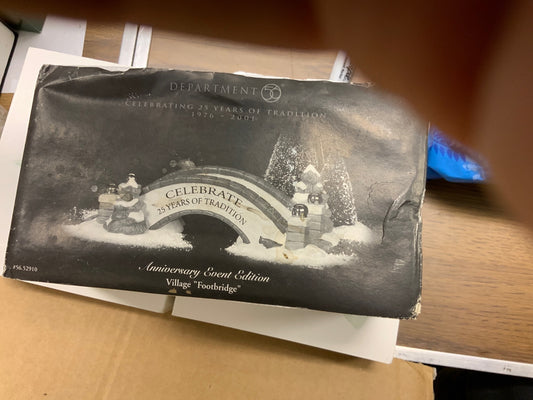 DEPARTMENT 56
CELEBRATING 25 YEARS OF TRADITION
1976 - 2001
CELEBRATE
25 YEARS OF TRADITION
Anniversary Event Edition
#56.52910
Village "Footbridge"